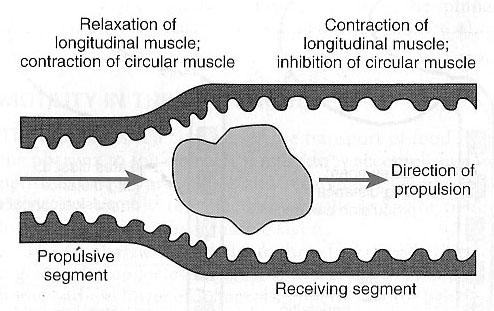 Relaxation of
longitudinal muscle;
contraction of circular muscle
Contraction of
longitudinal muscle;
inhibition of circular muscle
Direction of
propulsion
Propulsive
segment
Receiving segment